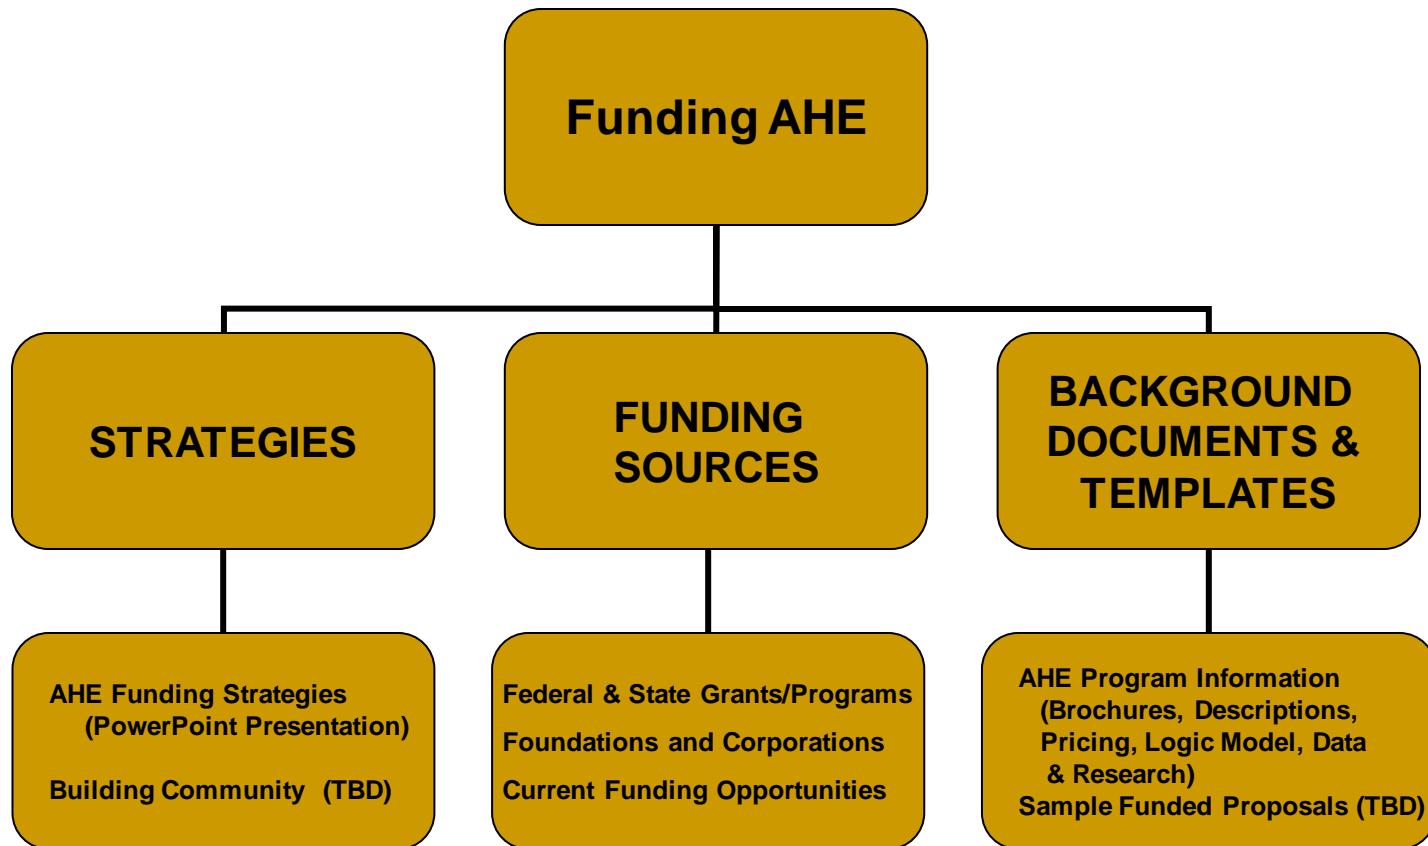 Funding AHE
STRATEGIES
FUNDING
SOURCES
BACKGROUND
DOCUMENTS &
TEMPLATES
AHE Funding Strategies
(PowerPoint Presentation)
Building Community (TBD)
Federal & State Grants/Programs
Foundations and Corporations
Current Funding Opportunities
AHE Program Information
(Brochures, Descriptions,
Pricing, Logic Model, Data
& Research)
Sample Funded Proposals (TBD)